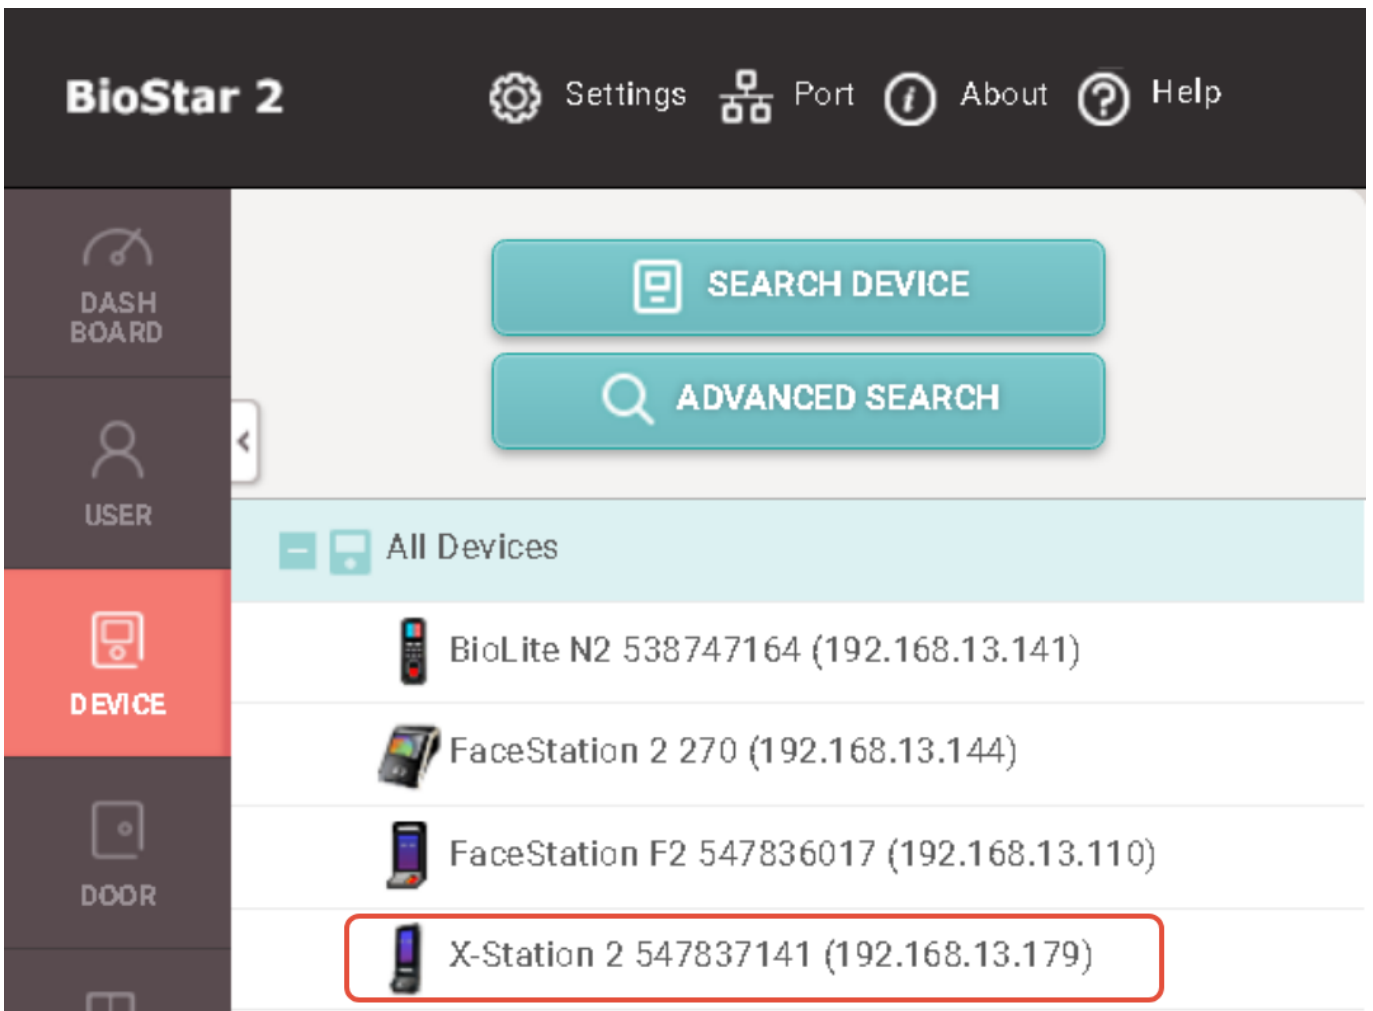 BioStar 2
Settings
Port
About
Help
DASH
BOARD
USER
DEVICE
DOOR
SEARCH DEVICE
ADVANCED SEARCH
All Devices
BioLite N2 538747164 (192.168.13.141)
FaceStation 2 270 (192.168.13.144)
FaceStation F2 547836017 (192.168.13.110)
X-Station 2 547837141 (192.168.13.179)